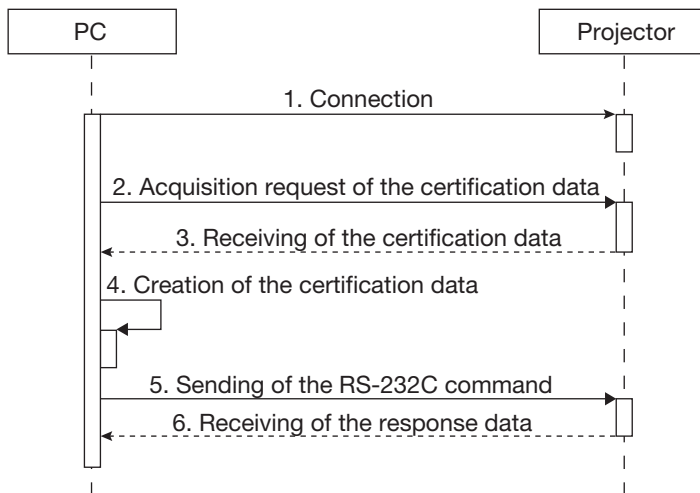 PC
Projector
1. Connection
2. Acquisition request of the certification data
3. Receiving of the certification data
4. Creation of the certification data
5. Sending of the RS-232C command
6. Receiving of the response data